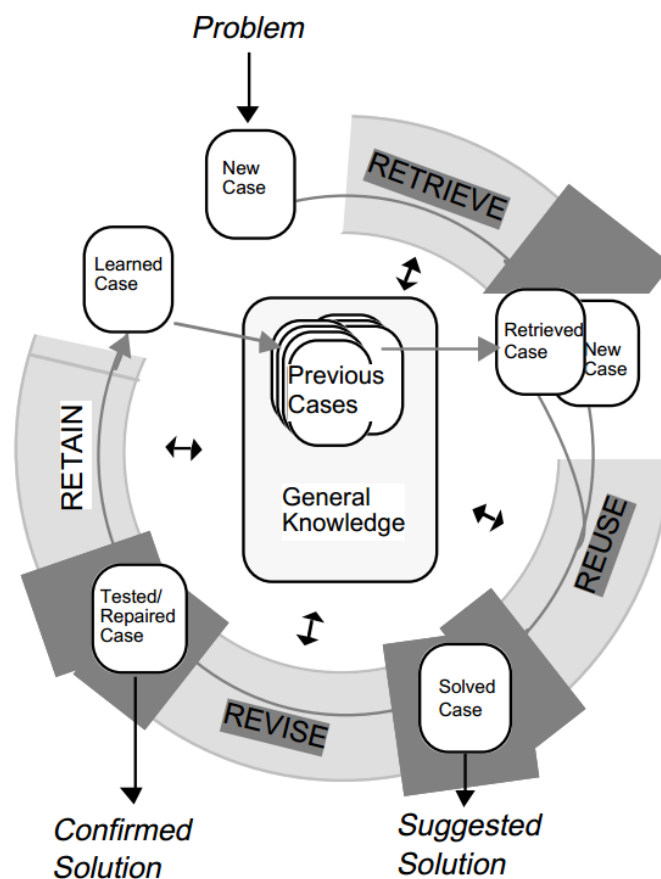 Problem
New
Case
RETRIEVE
Learned
Case
Retrieved
Case
New
Case
Previous
Cases
RETAIN
General
Knowledge
REUSE
Tested/
Repaired
Case
Solved
Case
REVISE
Confirmed
Solution
Suggested
Solution